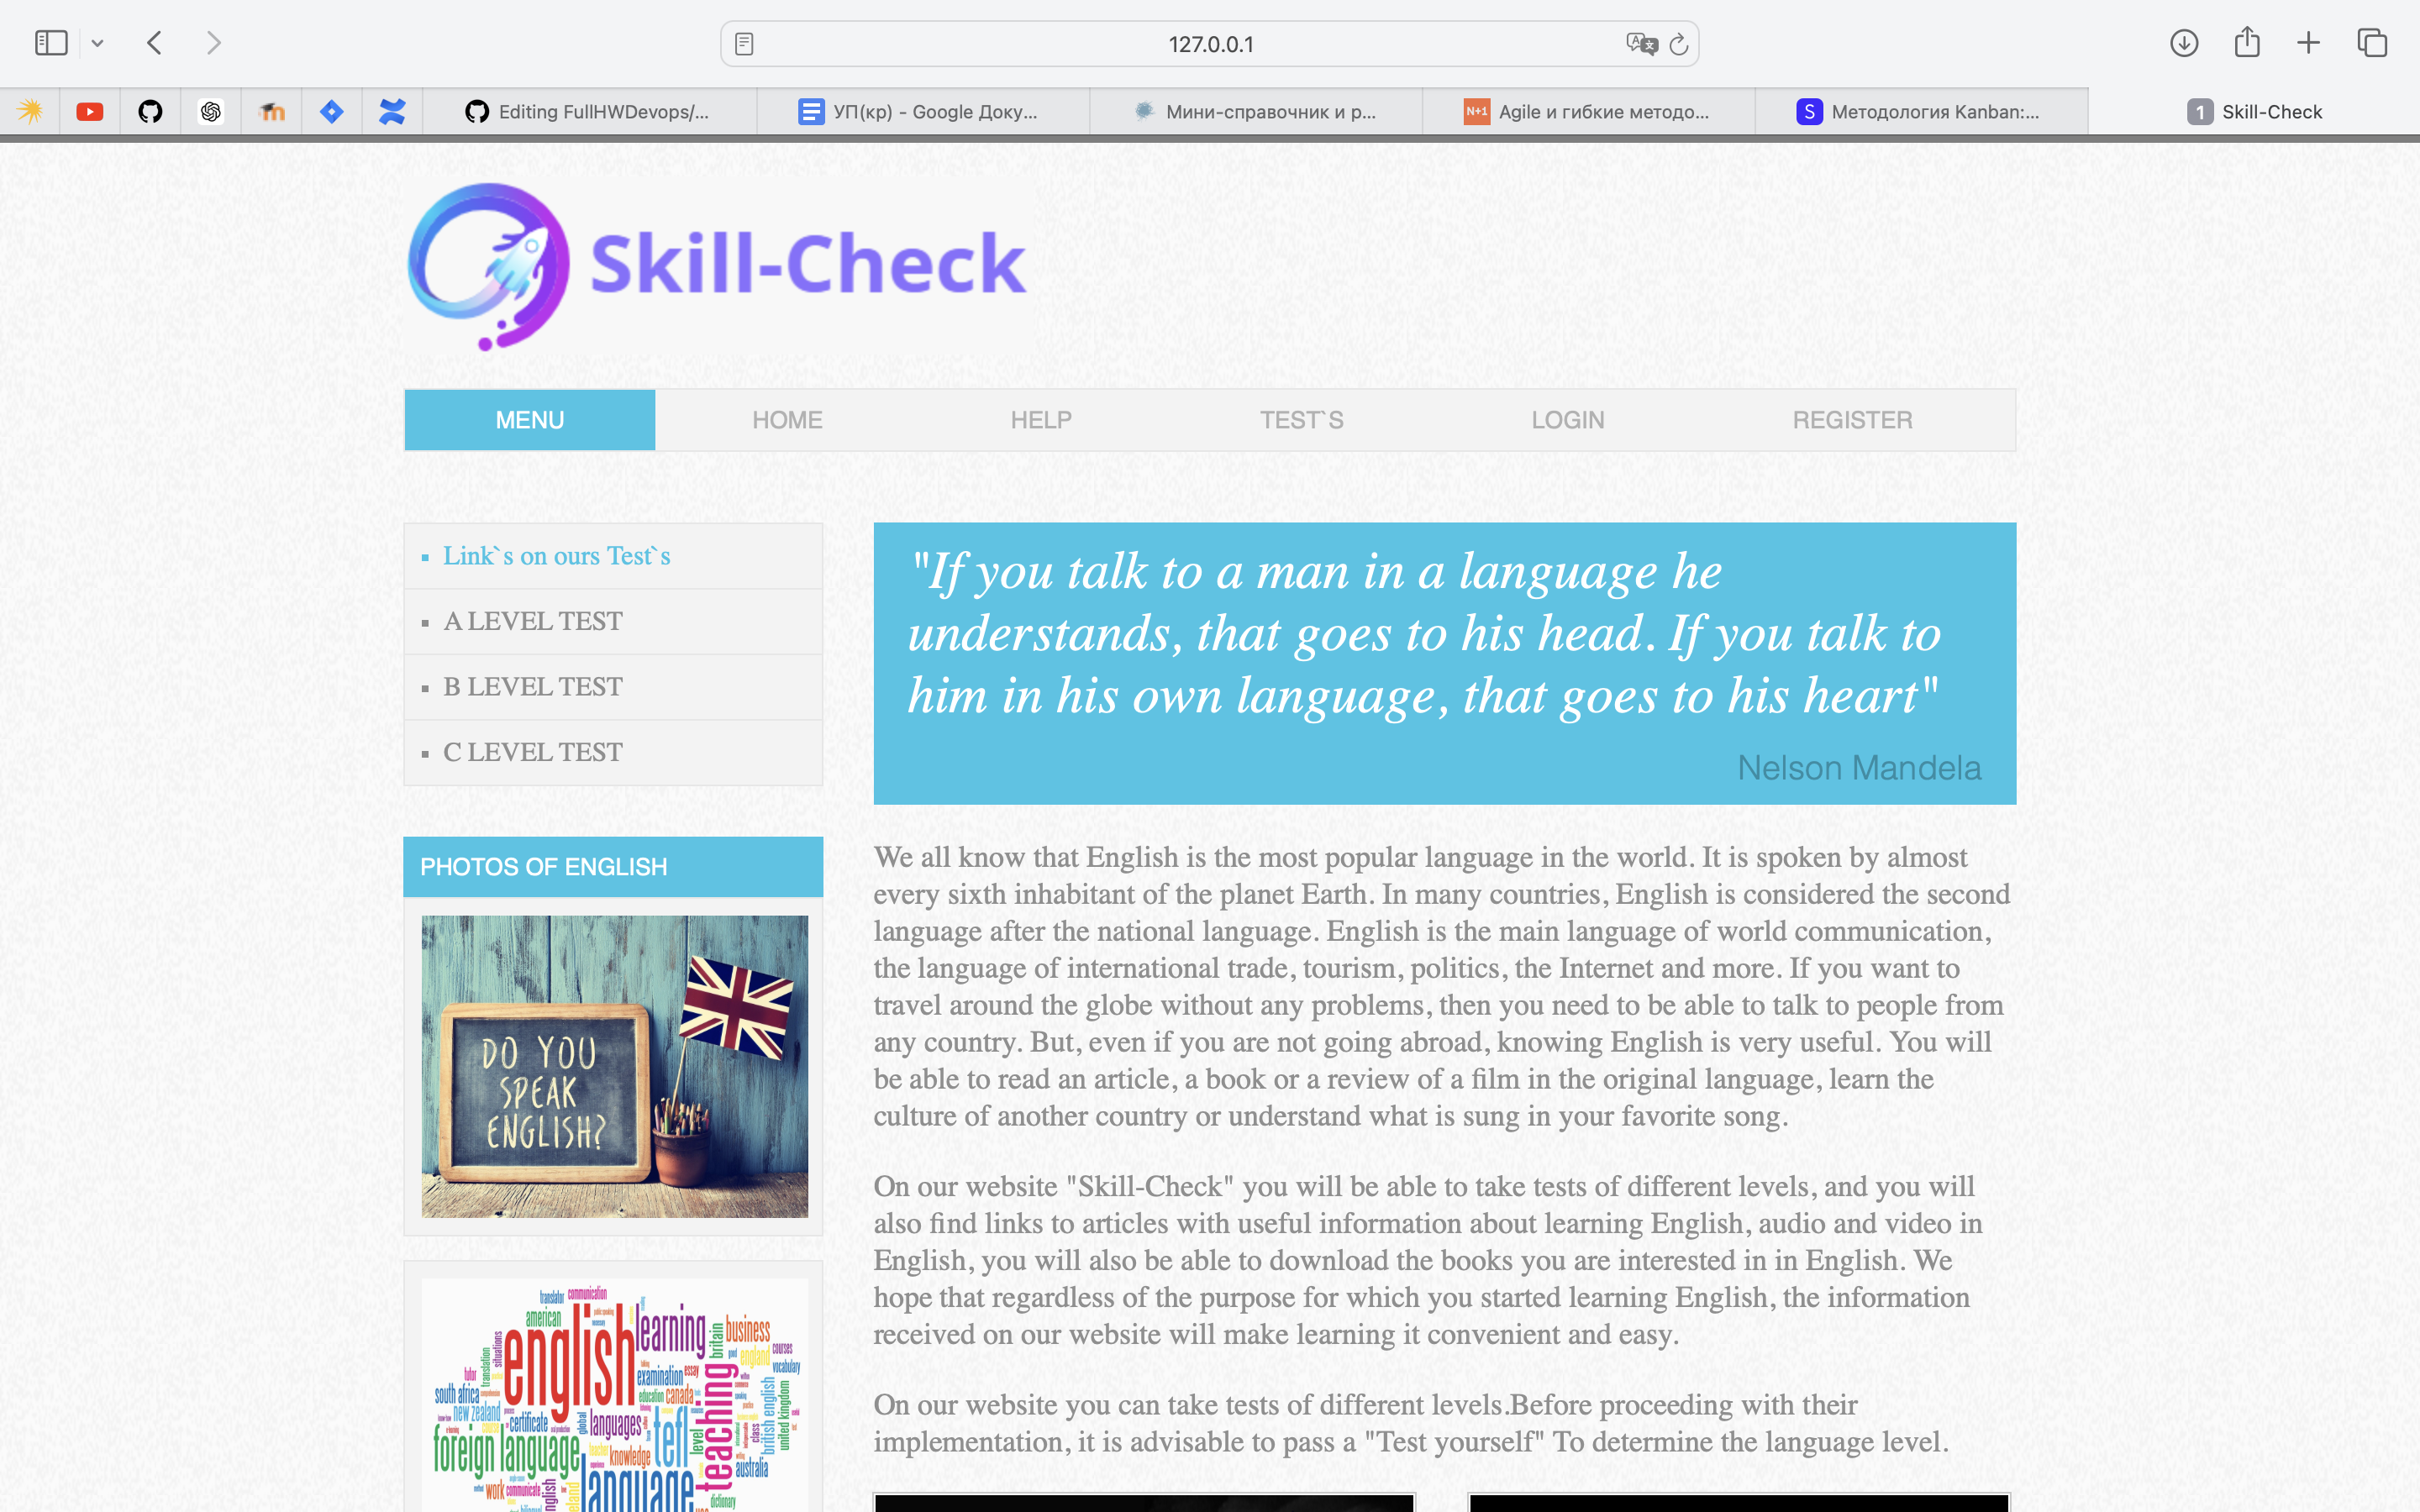 127.0.0.1
Editing FullHWDevops/...
УП(кр) - Google Доку...
Мини-справочник и р...
N+1 Agile и гибкие методо...
S Методология Kanban:...
1 Skill-Check
Skill-Check
MENU
HOME
HELP
TEST`S
LOGIN
REGISTER
Link`s on ours Test`s
A LEVEL TEST
B LEVEL TEST
C LEVEL TEST
"If you talk to a man in a language he
understands, that goes to his head. If you talk to
him in his own language, that goes to his heart"
Nelson Mandela
PHOTOS OF ENGLISH
DO YOU
SPEAK
ENGLISH?
We all know that English is the most popular language in the world. It is spoken by almost
every sixth inhabitant of the planet Earth. In many countries, English is considered the second
language after the national language. English is the main language of world communication,
the language of international trade, tourism, politics, the Internet and more. If you want to
travel around the globe without any problems, then you need to be able to talk to people from
any country. But, even if you are not going abroad, knowing English is very useful. You will
be able to read an article, a book or a review of a film in the original language, learn the
culture of another country or understand what is sung in your favorite song.
On our website "Skill-Check" you will be able to take tests of different levels, and you will
also find links to articles with useful information about learning English, audio and video in
English, you will also be able to download the books you are interested in in English. We
hope that regardless of the purpose for which you started learning English, the information
received on our website will make learning it convenient and easy.
On our website you can take tests of different levels.Before proceeding with their
implementation, it is advisable to pass a "Test yourself" To determine the language level.
translator
communication
american
english
learning
britain
business
situations
translation
tutor
good
england
courses
vocabulary
examination
essay
south africa
education
canada
new zealand
certificate
global
languages
tefl
teaching
british english
united kingdom
class
level
foreign language
knowledge
australia
work
communicate
language
english
dictionary